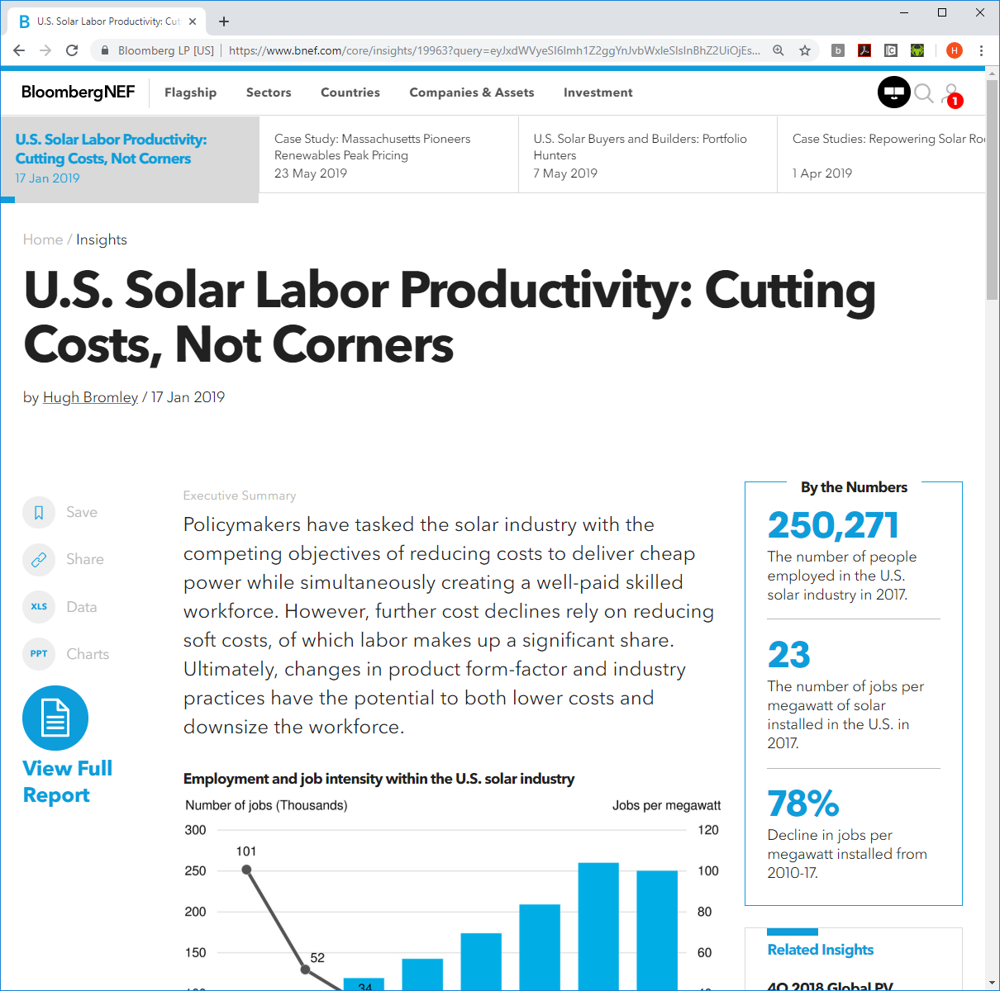 U.S. Solar Labor Productivity: Cut
Bloomberg LP [US]
https://www.bnef.com/core/insights/19963?query=eyJxdWVyeSI6Imh1Z2ggYnJvbWxleSIsInBhZ2UiOjEs...
BloombergNEF
Flagship
Sectors
Countries
Companies & Assets
Investment
1
U.S. Solar Labor Productivity:
Cutting Costs, Not Corners
17 Jan 2019
Case Study: Massachusetts Pioneers
Renewables Peak Pricing
23 May 2019
U.S. Solar Buyers and Builders: Portfolio
Hunters
7 May 2019
Case Studies: Repowering Solar Ro
1 Apr 2019
Home / Insights
U.S. Solar Labor Productivity: Cutting
Costs, Not Corners
by Hugh Bromley / 17 Jan 2019
Save
Share
XLS Data
PPT Charts
View Full
Report
Executive Summary
Policymakers have tasked the solar industry with the
competing objectives of reducing costs to deliver cheap
power while simultaneously creating a well-paid skilled
workforce. However, further cost declines rely on reducing
soft costs, of which labor makes up a significant share.
Ultimately, changes in product form-factor and industry
practices have the potential to both lower costs and
downsize the workforce.
Employment and job intensity within the U.S. solar industry
Number of jobs (Thousands)
Jobs per megawatt
300
120
101
250
100
200
80
150
60
52
34
By the Numbers
250,271
The number of people
employed in the U.S.
solar industry in 2017.
23
The number of jobs per
megawatt of solar
installed in the U.S. in
2017.
78%
Decline in jobs per
megawatt installed from
2010-17.
Related Insights
4Q 2018 Global PV